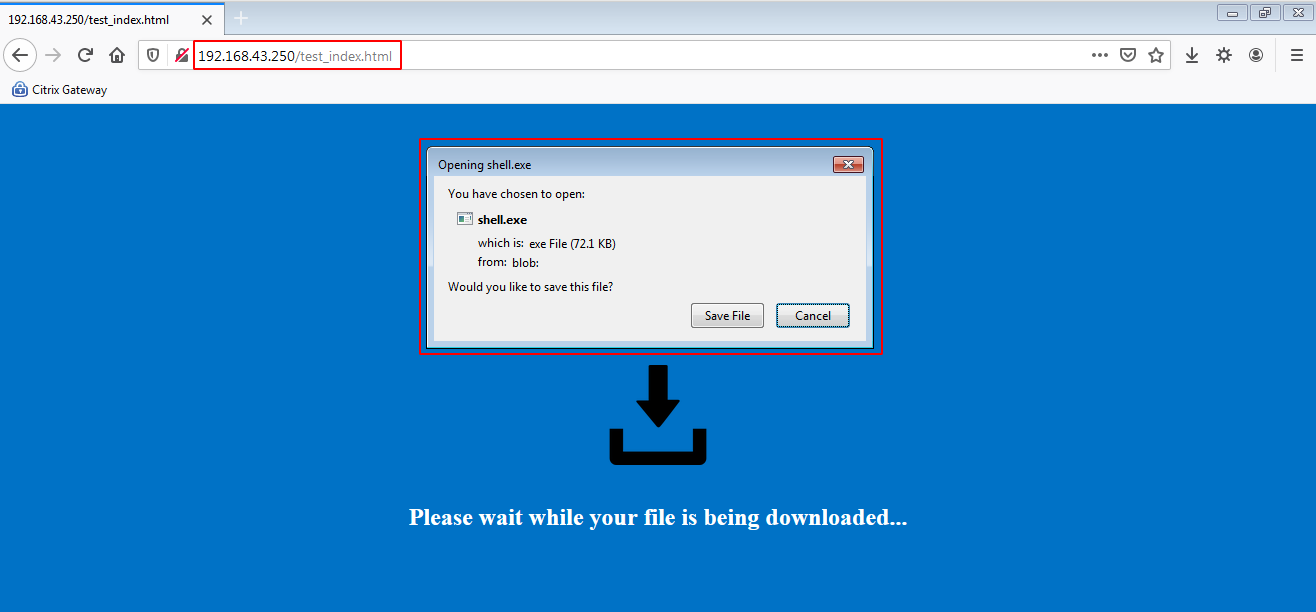 192.168.43.250/test_index.html
192.168.43.250/test_index.html
Citrix Gateway
Opening shell.exe
You have chosen to open:
shell.exe
which is: exe File (72.1 KB)
from: blob:
Would you like to save this file?
Save File Cancel
Please wait while your file is being downloaded...